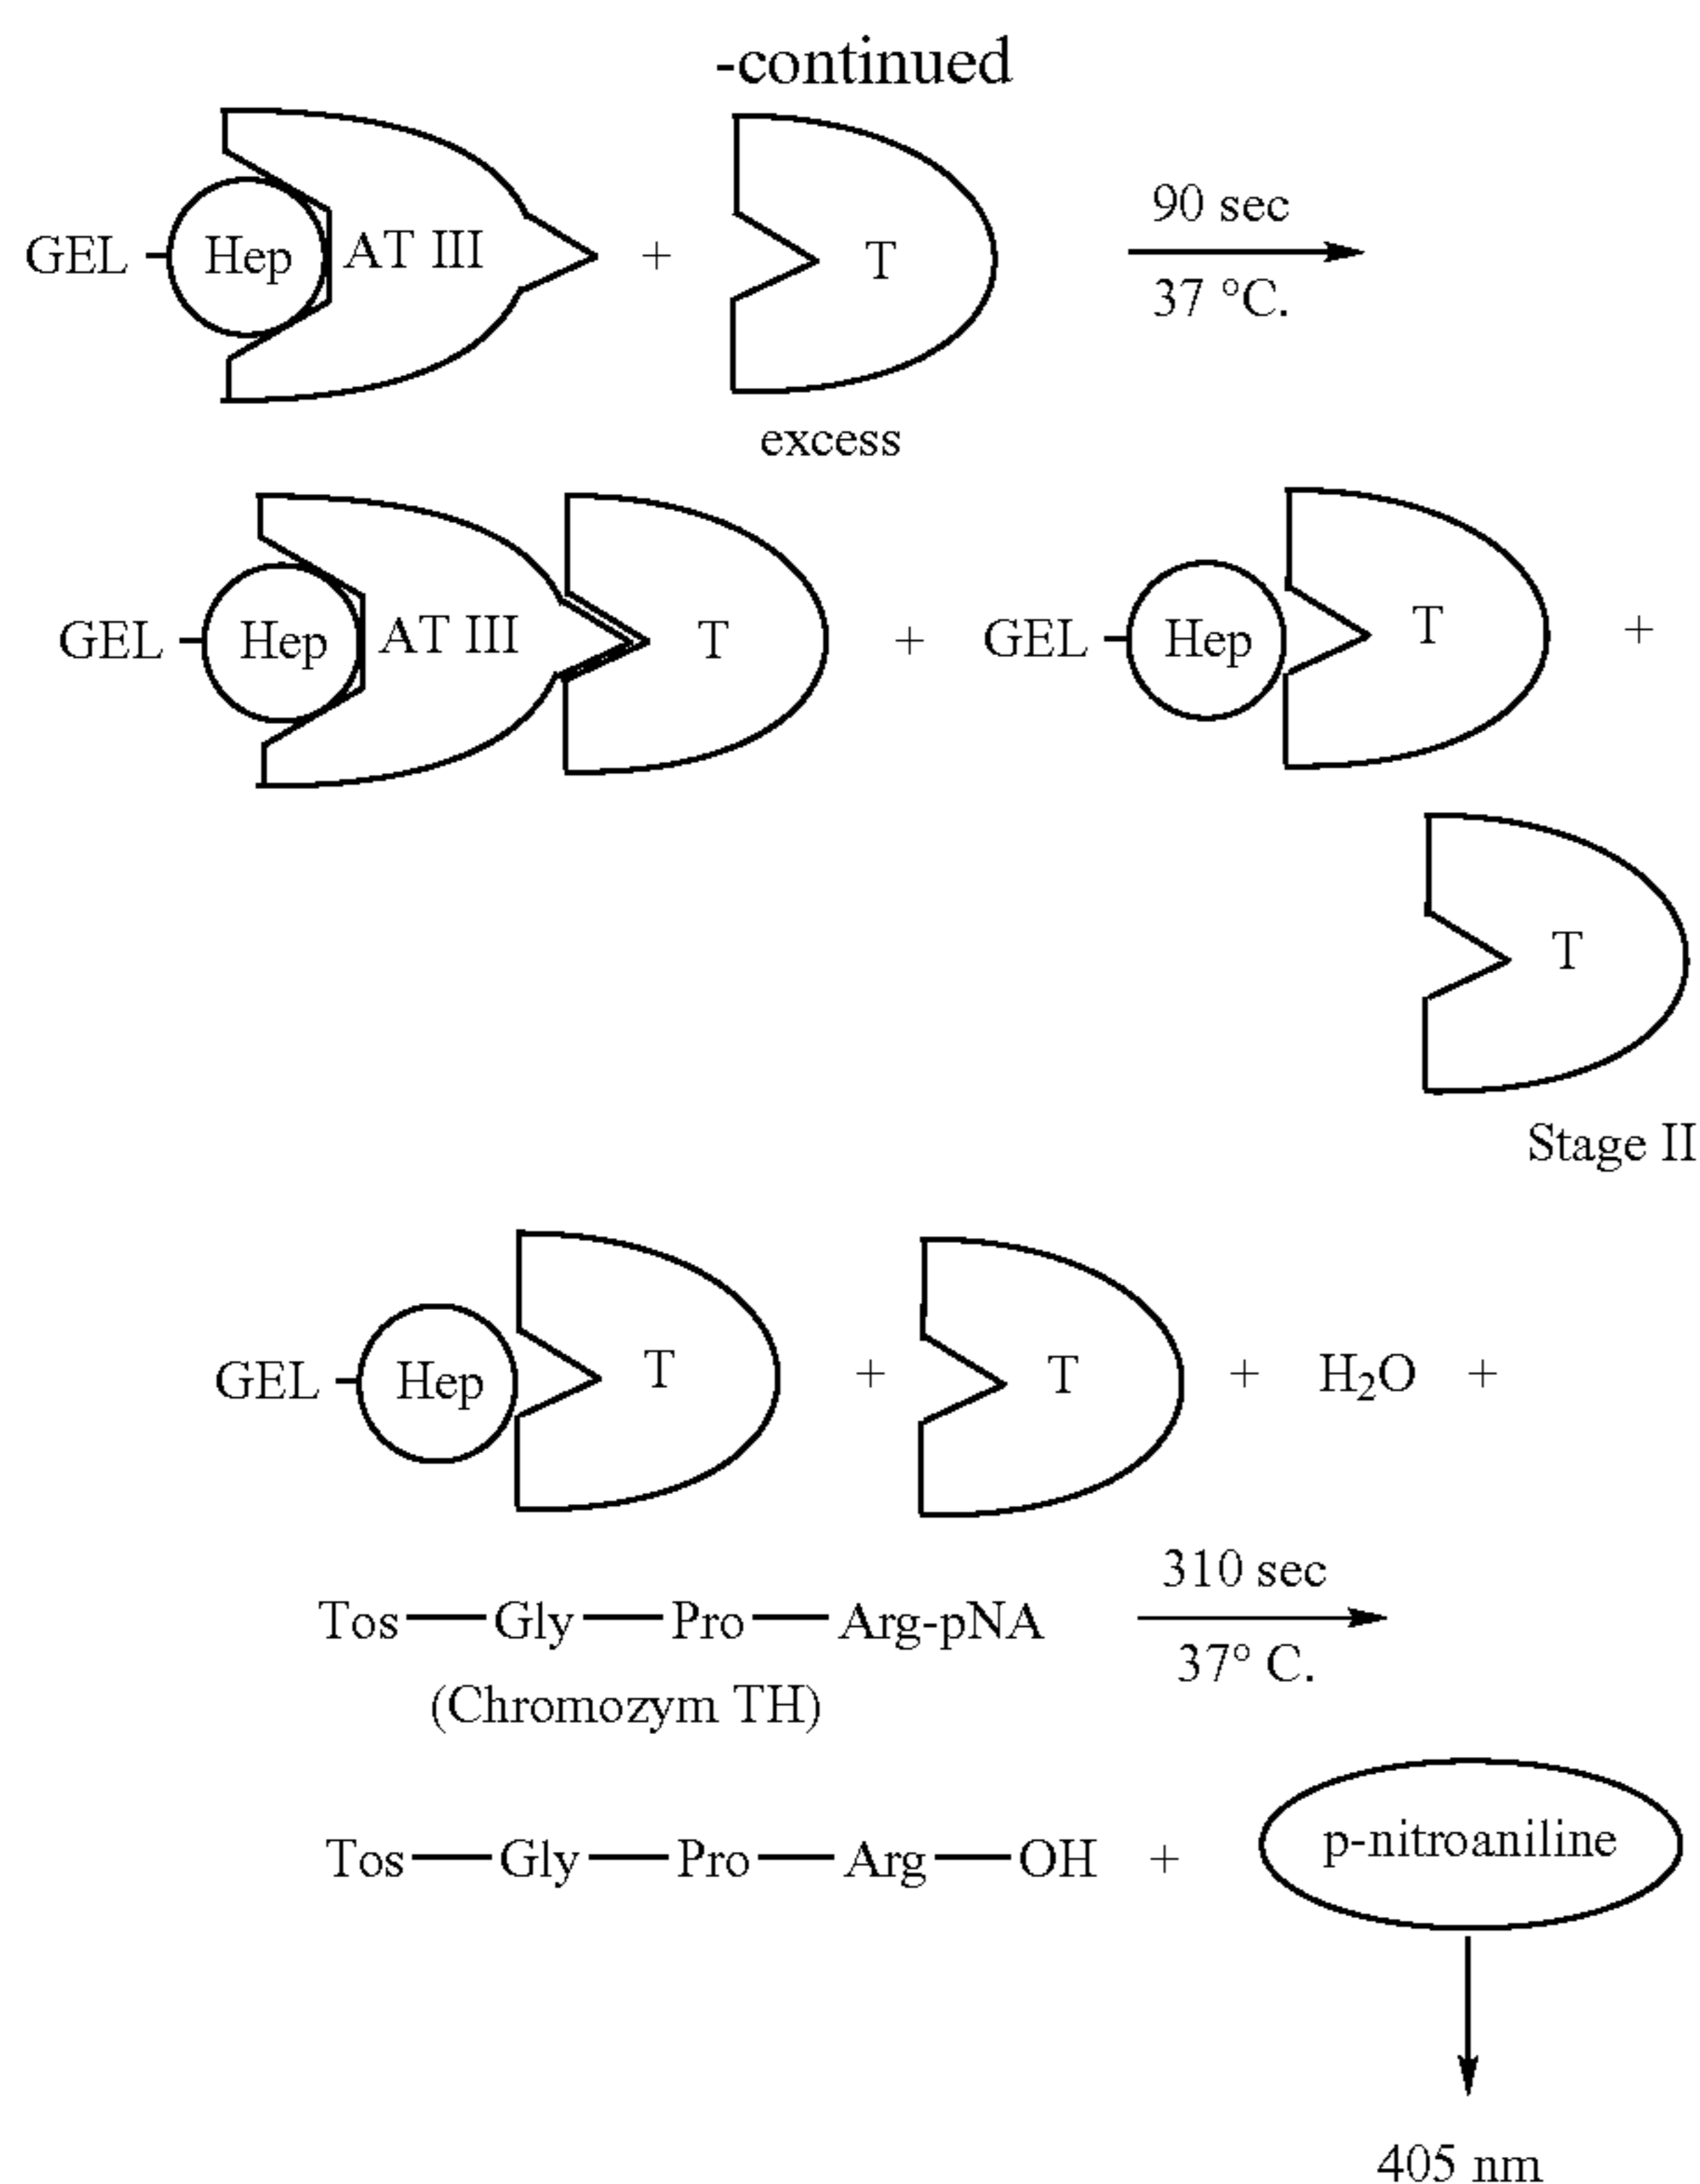 -continued
GEL Hep AT III + T 90 sec
37 °C.
excess
GEL Hep AT III T + GEL Hep T +
T
Stage II
GEL Hep T + T + H₂O +
Tos Gly Pro Arg-pNA 310 sec
37° C.
(Chromozym TH)
Tos Gly Pro Arg OH + p-nitroaniline
405 nm